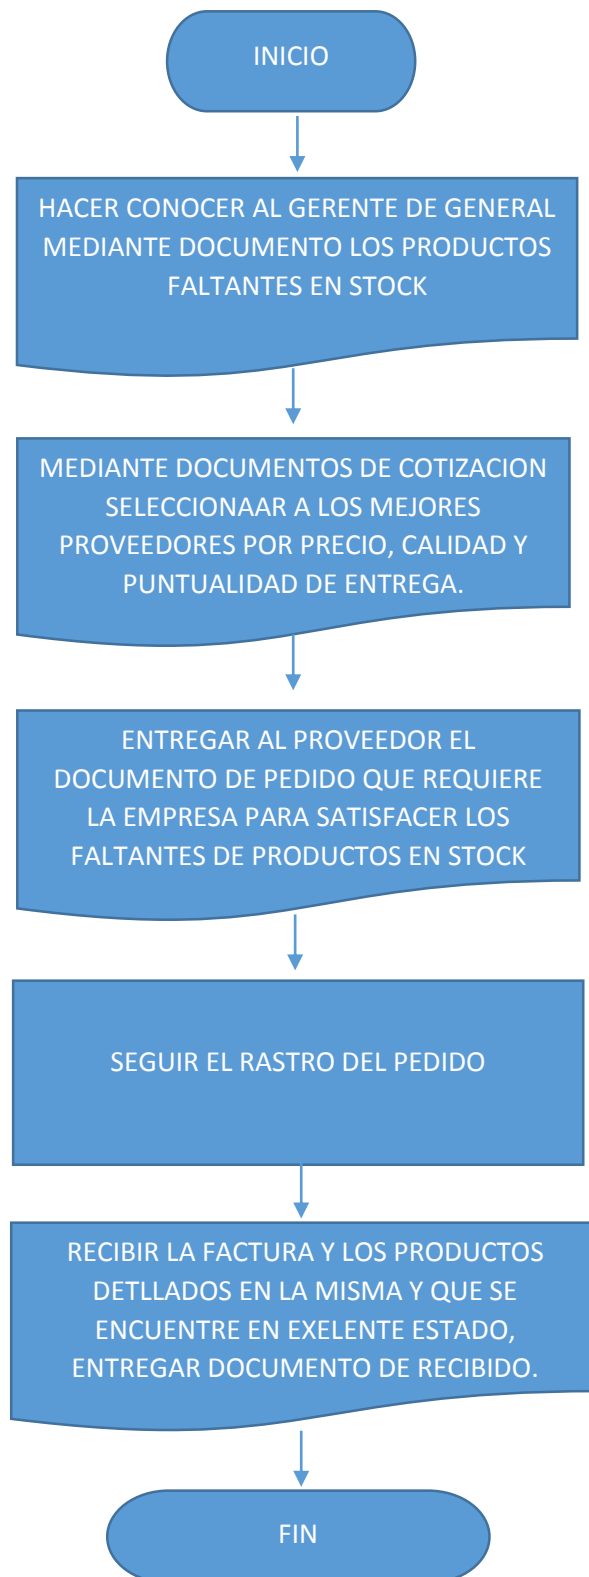 INICIO
HACER CONOCER AL GERENTE DE GENERAL
MEDIANTE DOCUMENTO LOS PRODUCTOS
FALTANTES EN STOCK
MEDIANTE DOCUMENTOS DE COTIZACION
SELECCIONAAR A LOS MEJORES
PROVEEDORES POR PRECIO, CALIDAD Y
PUNTUALIDAD DE ENTREGA.
ENTREGAR AL PROVEEDOR EL
DOCUMENTO DE PEDIDO QUE REQUIERE
LA EMPRESA PARA SATISFACER LOS
FALTANTES DE PRODUCTOS EN STOCK
SEGUIR EL RASTRO DEL PEDIDO
RECIBIR LA FACTURA Y LOS PRODUCTOS
DETLLADOS EN LA MISMA Y QUE SE
ENCUENTRE EN EXELENTE ESTADO,
ENTREGAR DOCUMENTO DE RECIBIDO.
FIN